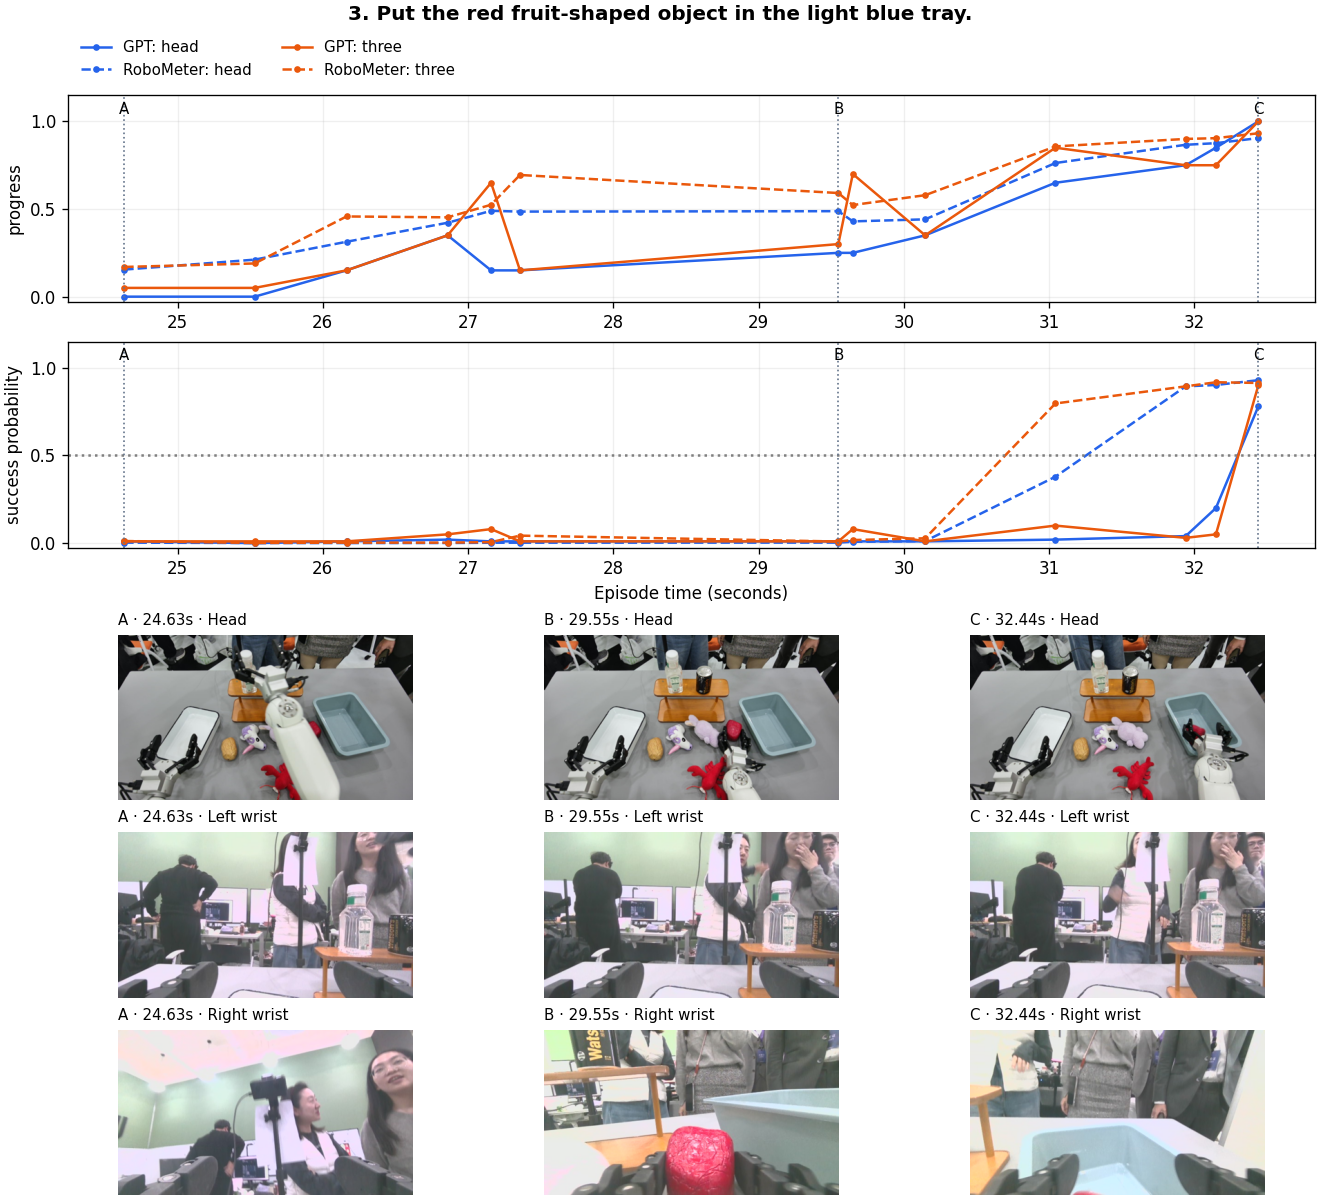 3. Put the red fruit-shaped object in the light blue tray.
GPT: head
GPT: three
RoboMeter: head
RoboMeter: three
A
B
C
1.0
0.5
0.0
progress
25
26
27
28
29
30
31
32
A
B
C
1.0
0.5
0.0
success probability
25
26
27
28
29
30
31
32
Episode time (seconds)
A · 24.63s · Head
B · 29.55s · Head
C · 32.44s · Head
A · 24.63s · Left wrist
B · 29.55s · Left wrist
C · 32.44s · Left wrist
A · 24.63s · Right wrist
B · 29.55s · Right wrist
C · 32.44s · Right wrist
Wats